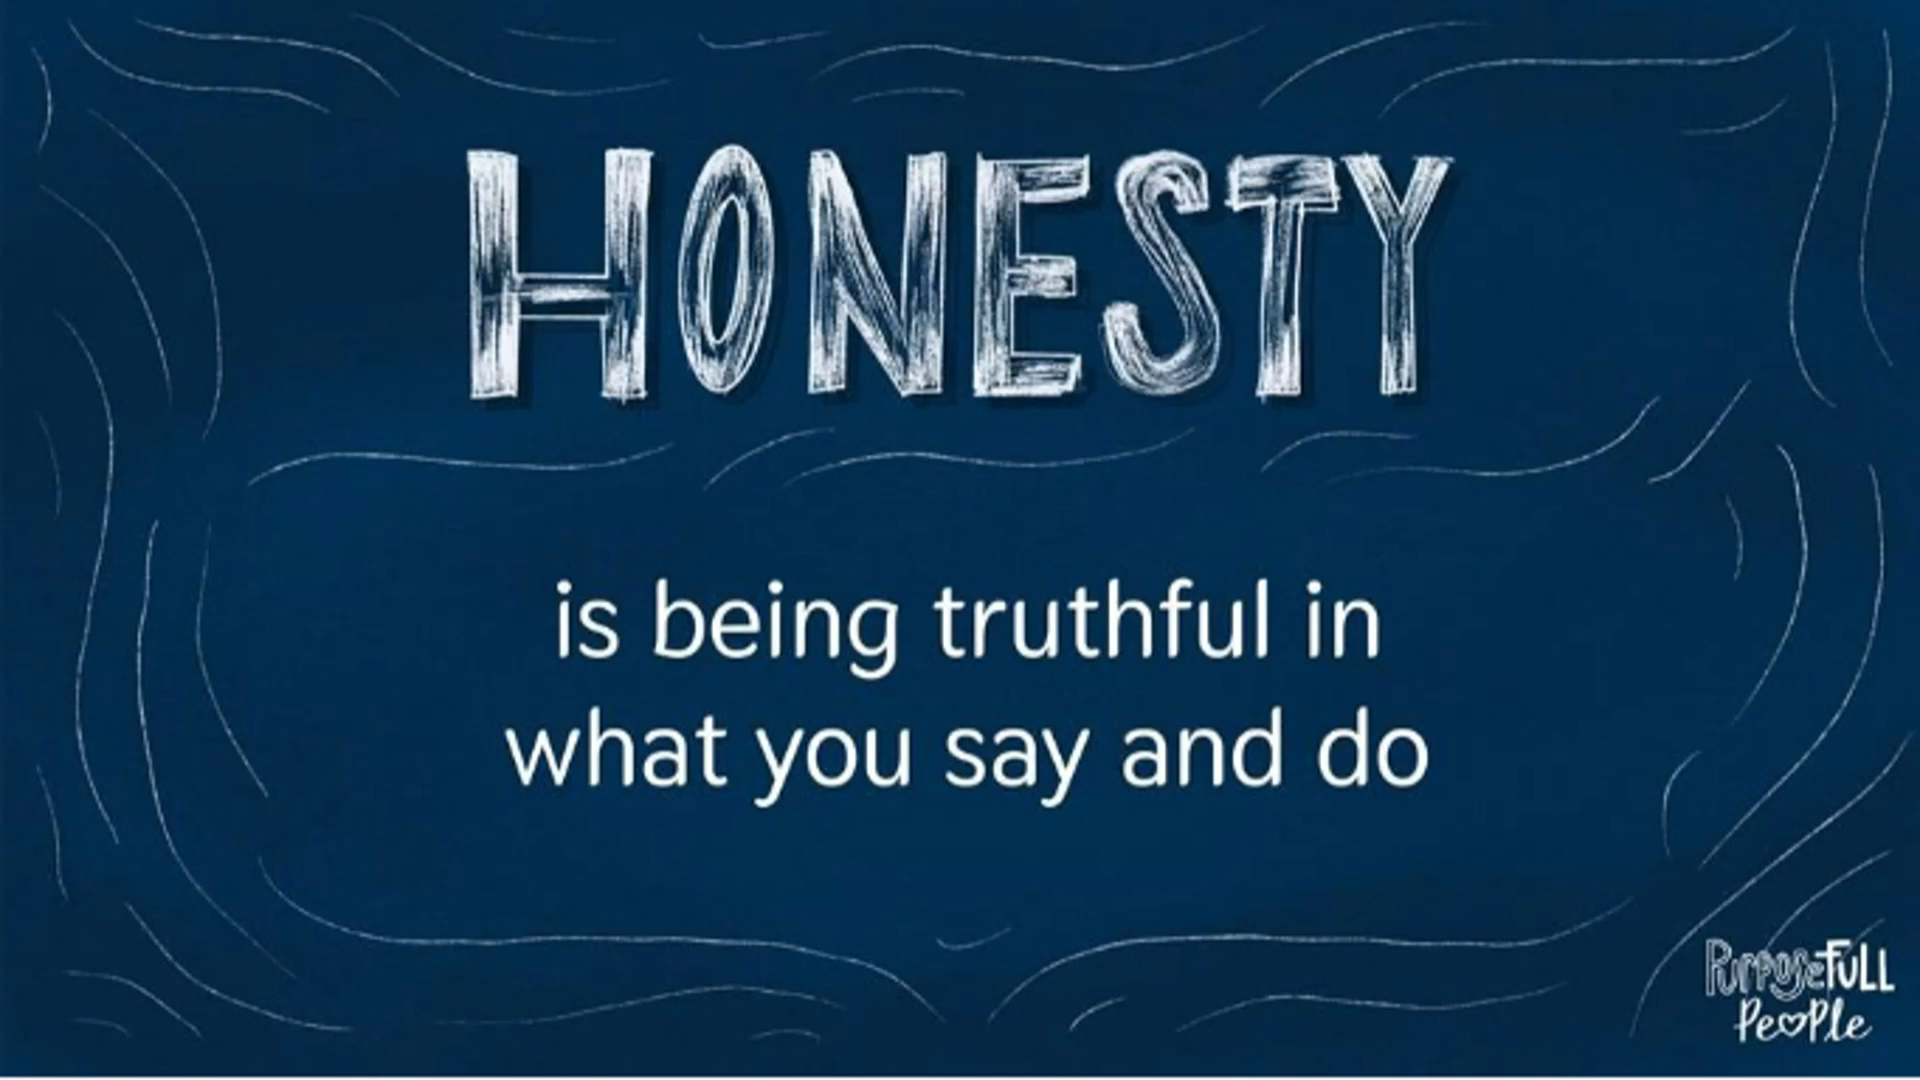 HONESTY
is being truthful in
what you say and do
PurposeFULL
PeoPle